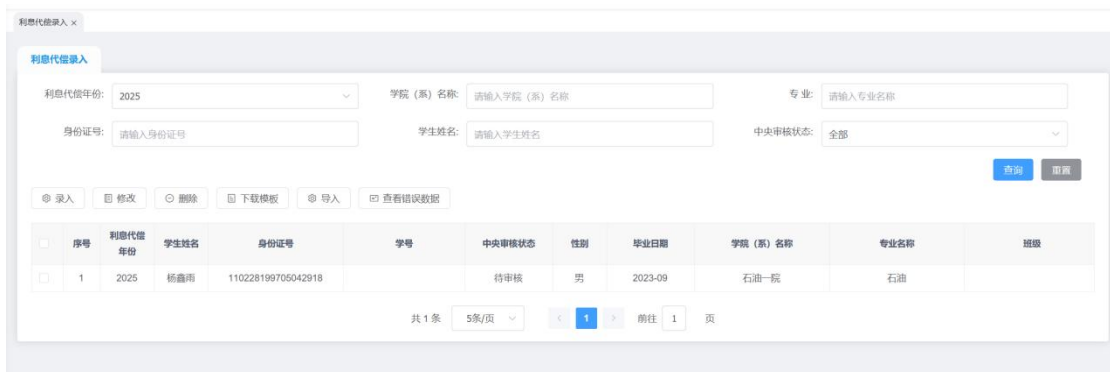 利息代偿录入 ×
利息代偿录入
利息代偿年份: 2025 学院（系）名称: 请输入学院（系）名称 专 业: 请输入专业名称
身份证号: 请输入身份证号 学生姓名: 请输入学生姓名 中央审核状态: 全部
查询 重置
录入 修改 删除 下载模板 导入 查看错误数据
序号 利息代偿年份 学生姓名 身份证号 学号 中央审核状态 性别 毕业日期 学院（系）名称 专业名称 班级
1 2025 杨鑫雨 110228199705042918 待审核 男 2023-09 石油一院 石油
共 1 条 5条/页 < 1 > 前往 1 页